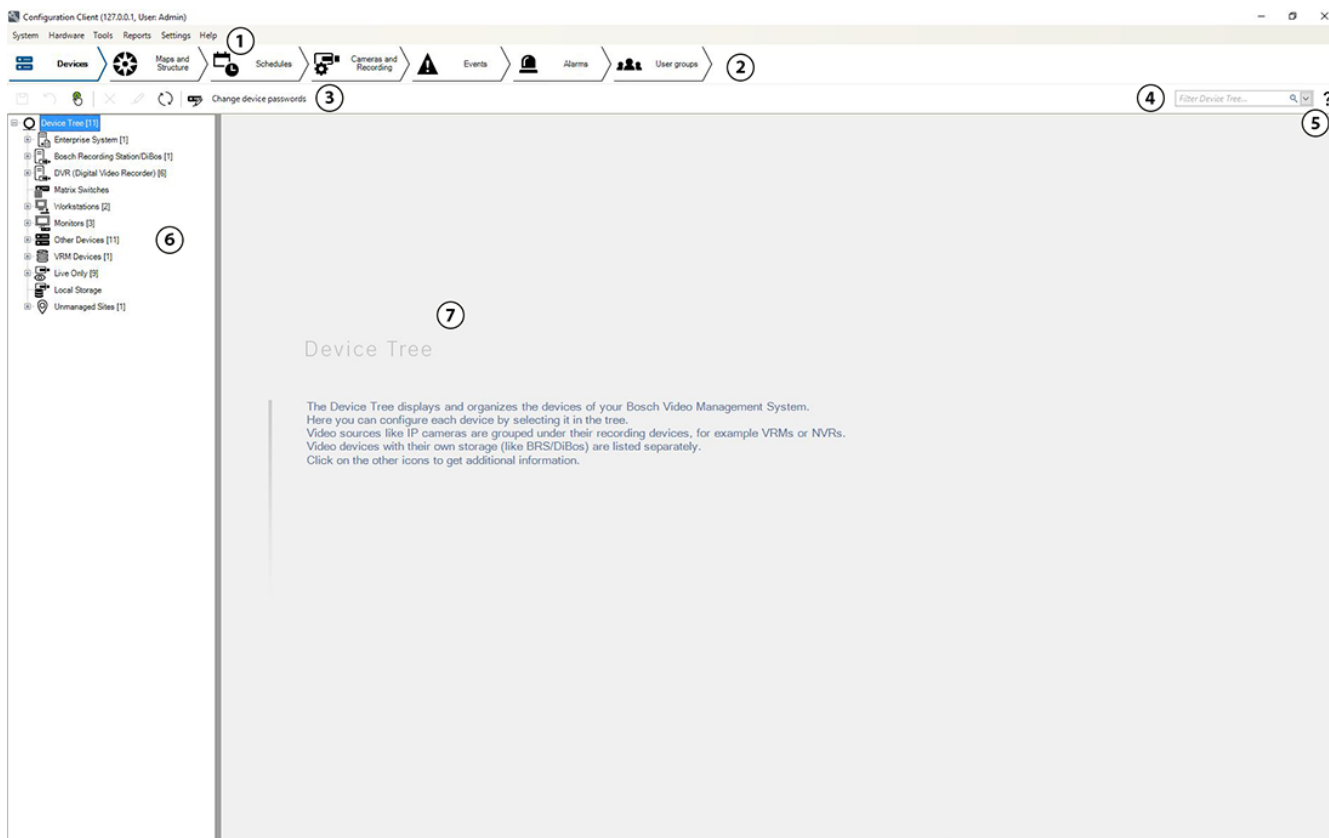 Configuration Client (127.0.0.1, User: Admin)
System Hardware Tools Reports Settings Help
1
Devices
Maps and
Structure
Schedules
Cameras and
Recording
Events
Alarms
User groups
2
Change device passwords
3
4
Filter Device Tree...
?
5
Device Tree [11]
Enterprise System [1]
Bosch Recording Station/DiBos [1]
DVR (Digital Video Recorder) [6]
Matrix Switches
Workstations [2]
Monitors [3]
Other Devices [11]
6
VRM Devices [1]
Live Only [9]
Local Storage
Unmanaged Sites [1]
7
Device Tree
The Device Tree displays and organizes the devices of your Bosch Video Management System.
Here you can configure each device by selecting it in the tree.
Video sources like IP cameras are grouped under their recording devices, for example VRMs or NVRs.
Video devices with their own storage (like BRS/DiBos) are listed separately.
Click on the other icons to get additional information.